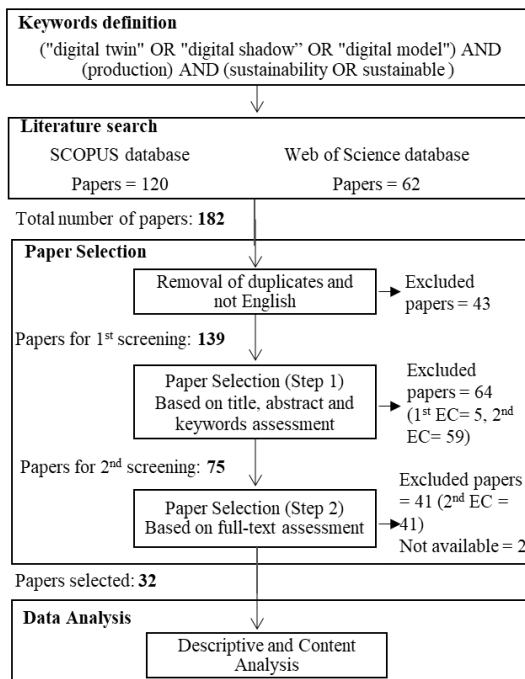 Keywords definition
("digital twin" OR "digital shadow” OR "digital model") AND
(production) AND (sustainability OR sustainable )
Literature search
SCOPUS database
Papers = 120
Web of Science database
Papers = 62
Total number of papers: 182
Paper Selection
Removal of duplicates and
not English
Excluded
papers = 43
Papers for 1st screening: 139
Paper Selection (Step 1)
Based on title, abstract and
keywords assessment
Excluded
papers = 64
(1st EC= 5, 2nd
EC= 59)
Papers for 2nd screening: 75
Paper Selection (Step 2)
Based on full-text assessment
Excluded papers
= 41 (2nd EC =
41)
Not available = 2
Papers selected: 32
Data Analysis
Descriptive and Content
Analysis